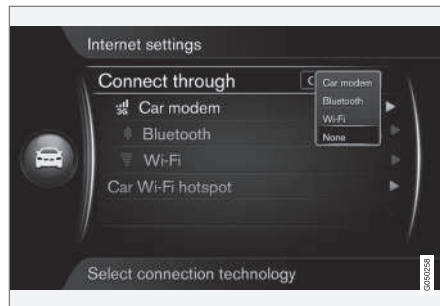 Internet settings
Connect through
Car modem
Bluetooth
Wi-Fi
None
3G Car modem
Bluetooth
Wi-Fi
Car Wi-Fi hotspot
Select connection technology
G050258